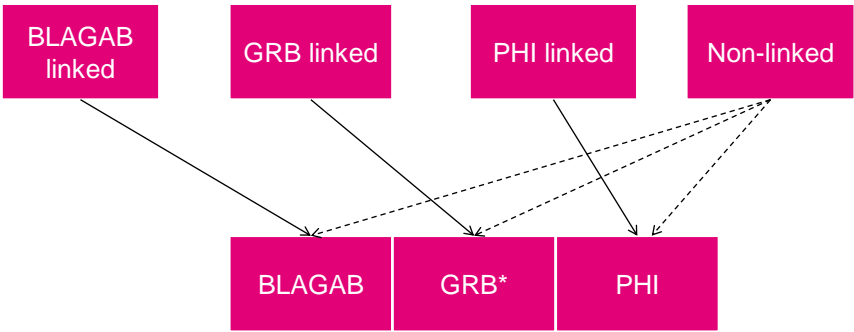 BLAGAB
linked
GRB linked
PHI linked
Non-linked
BLAGAB
GRB*
PHI